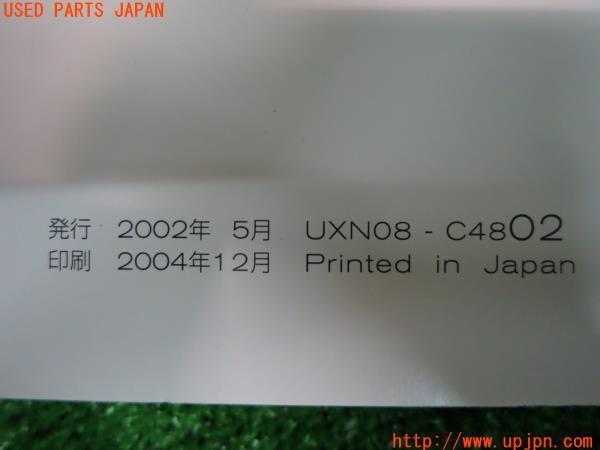 USED PARTS JAPAN
発行 2002年 5月 UXN08 - C4802
印刷 2004年12月 Printed in Japan
http://www.upjpn.com/